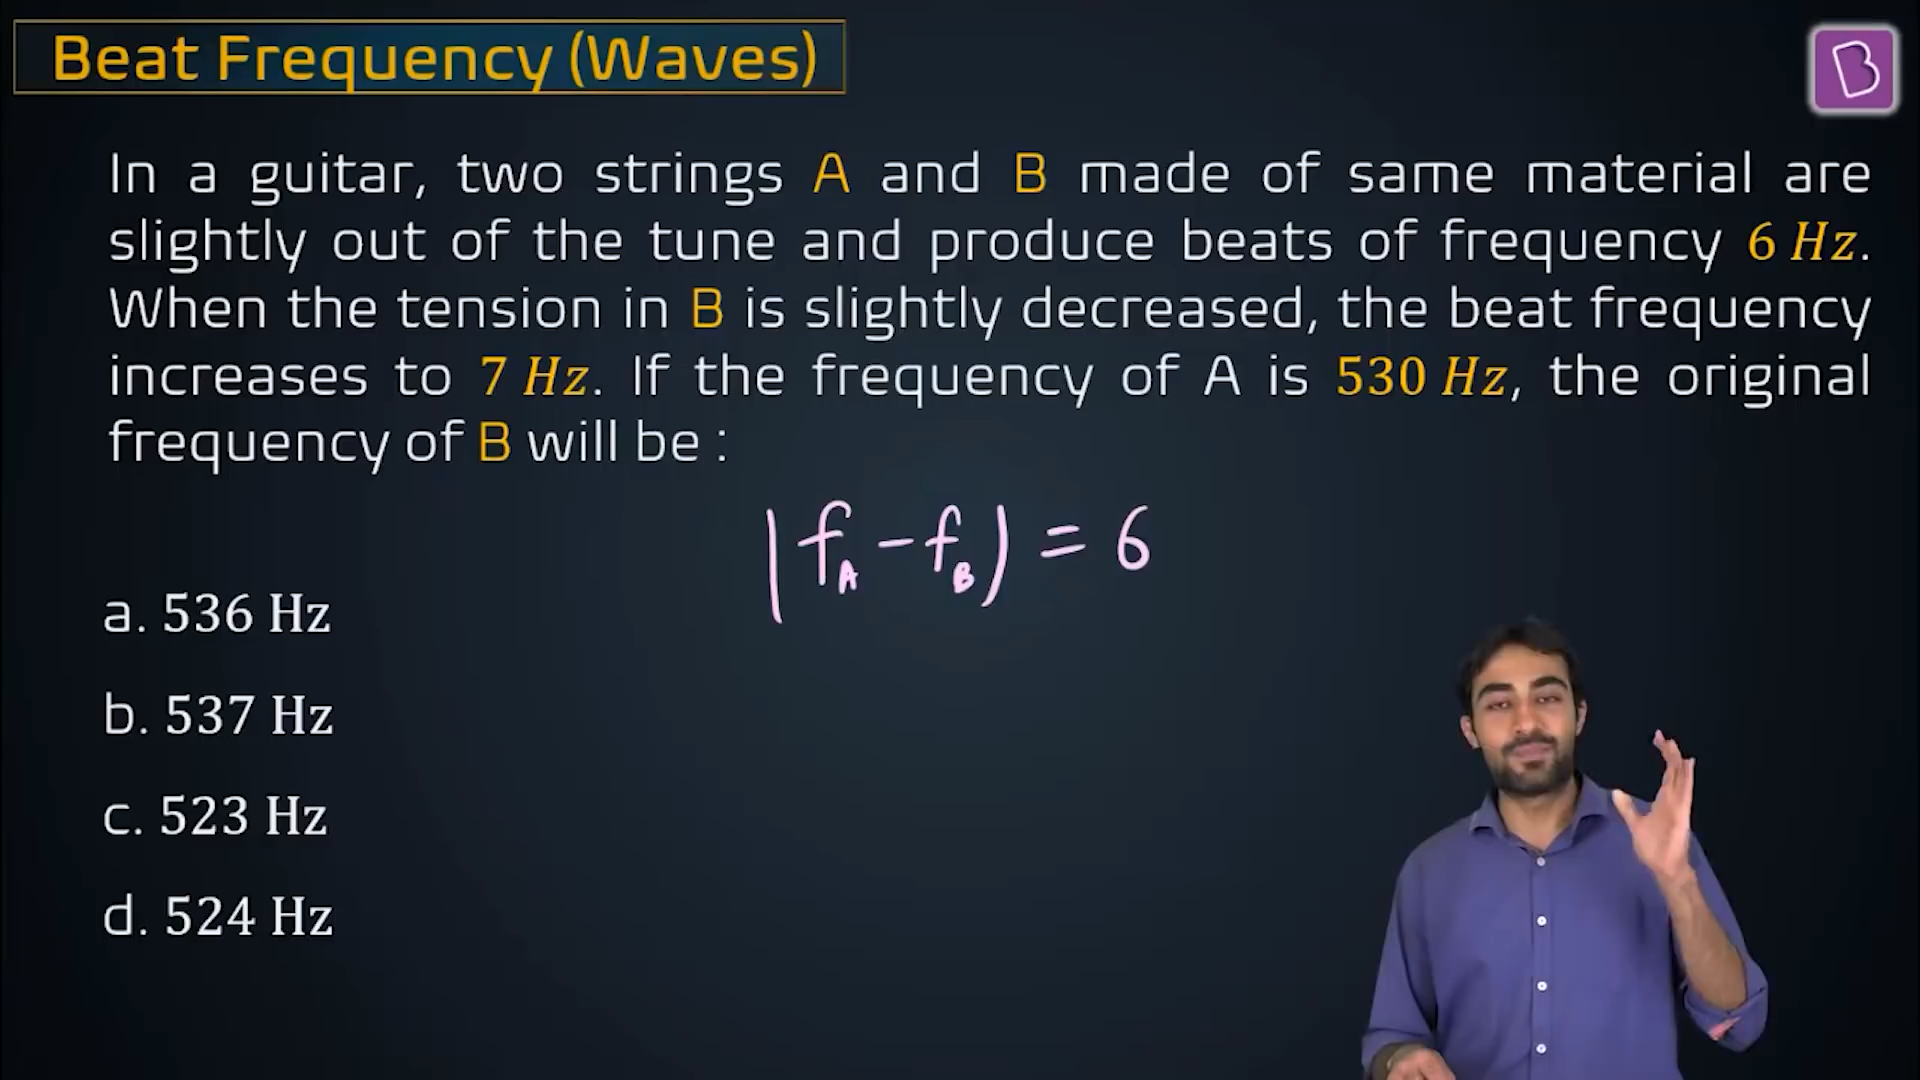 Beat Frequency (Waves)
B
In a guitar, two strings A and B made of same material are
slightly out of the tune and produce beats of frequency 6 Hz.
When the tension in B is slightly decreased, the beat frequency
increases to 7 Hz. If the frequency of A is 530 Hz, the original
frequency of B will be :
|f_A - f_B) = 6
a. 536 Hz
b. 537 Hz
c. 523 Hz
d. 524 Hz